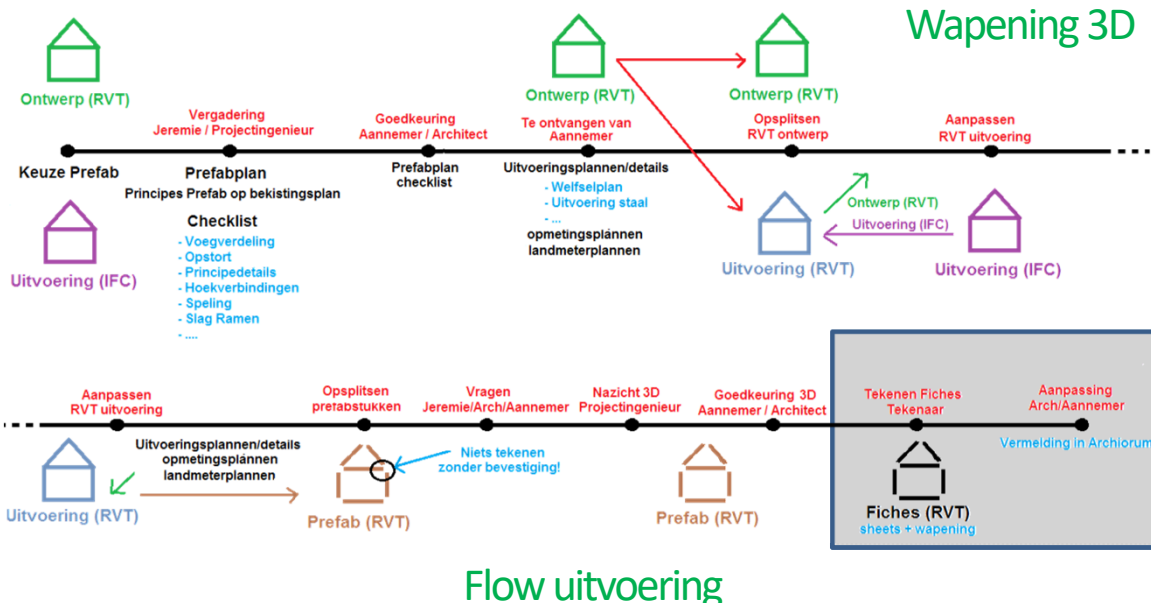 Wapening 3D
Ontwerp (RVT)
Ontwerp (RVT)
Ontwerp (RVT)
Vergadering
Jeremie / Projectingenieur
Goedkeuring
Aannemer / Architect
Te ontvangen van
Aannemer
Opsplitsen
RVT ontwerp
Aanpassen
RVT uitvoering
Keuze Prefab
Prefabplan
Principes Prefab op bekistingsplan
Prefabplan
checklist
Uitvoeringsplannen/details
- Welfselplan
- Uitvoering staal
- ...
opmetingsplannen
landmeterplannen
Checklist
- Voegverdeling
- Opstort
- Principedetails
- Hoekverbindingen
- Speling
- Slag Ramen
- ....
Uitvoering (IFC)
Ontwerp (RVT)
Uitvoering (IFC)
Uitvoering (RVT)
Uitvoering (IFC)
Aanpassen
RVT uitvoering
Opsplitsen
prefabstukken
Vragen
Jeremie/Arch/Aannemer
Nazicht 3D
Projectingenieur
Goedkeuring 3D
Aannemer / Architect
Tekenen Fiches
Tekenaar
Aanpassing
Arch/Aannemer
Uitvoeringsplannen/details
opmetingsplannen
landmeterplannen
Niets tekenen
zonder bevestiging!
Vermelding in Archiorum
Uitvoering (RVT)
Prefab (RVT)
Prefab (RVT)
Fiches (RVT)
sheets + wapening
Flow uitvoering